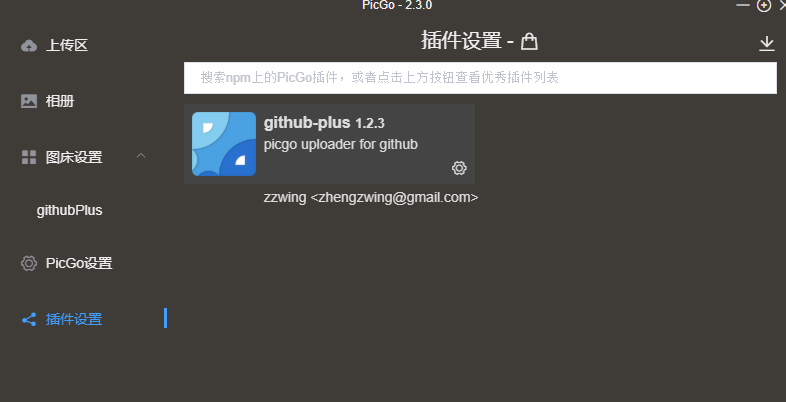 PicGo - 2.3.0
上传区
插件设置 -
搜索npm上的PicGo插件，或者点击上方按钮查看优秀插件列表
相册
github-plus 1.2.3
picgo uploader for github
图床设置
zzwing <zhengzwing@gmail.com>
githubPlus
PicGo设置
插件设置